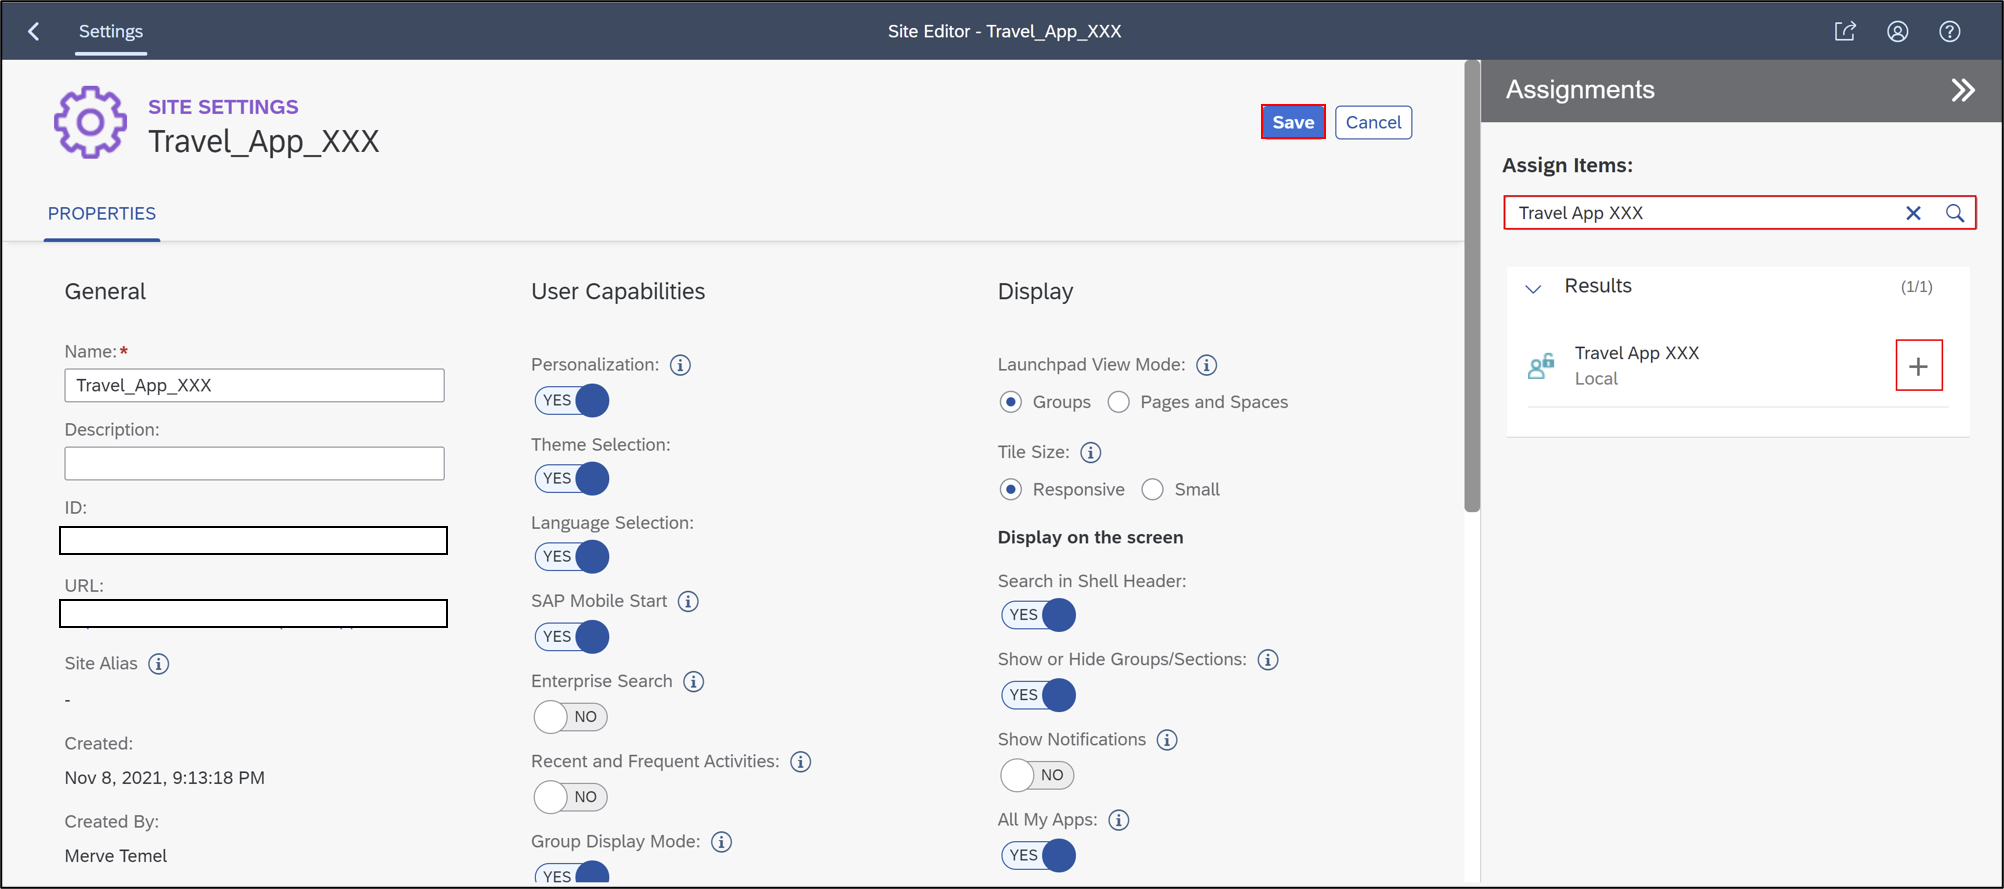 Settings
Site Editor - Travel_App_XXX
SITE SETTINGS
Travel_App_XXX
Save
Cancel
PROPERTIES
General
Name:*
Travel_App_XXX
Description:
ID:
URL:
Site Alias
-
Created:
Nov 8, 2021, 9:13:18 PM
Created By:
Merve Temel
User Capabilities
Personalization:
YES
Theme Selection:
YES
Language Selection:
YES
SAP Mobile Start
YES
Enterprise Search
NO
Recent and Frequent Activities:
NO
Group Display Mode:
YES
Display
Launchpad View Mode:
Groups Pages and Spaces
Tile Size:
Responsive Small
Display on the screen
Search in Shell Header:
YES
Show or Hide Groups/Sections:
YES
Show Notifications
NO
All My Apps:
YES
Assignments
Assign Items:
Travel App XXX
Results (1/1)
Travel App XXX
Local